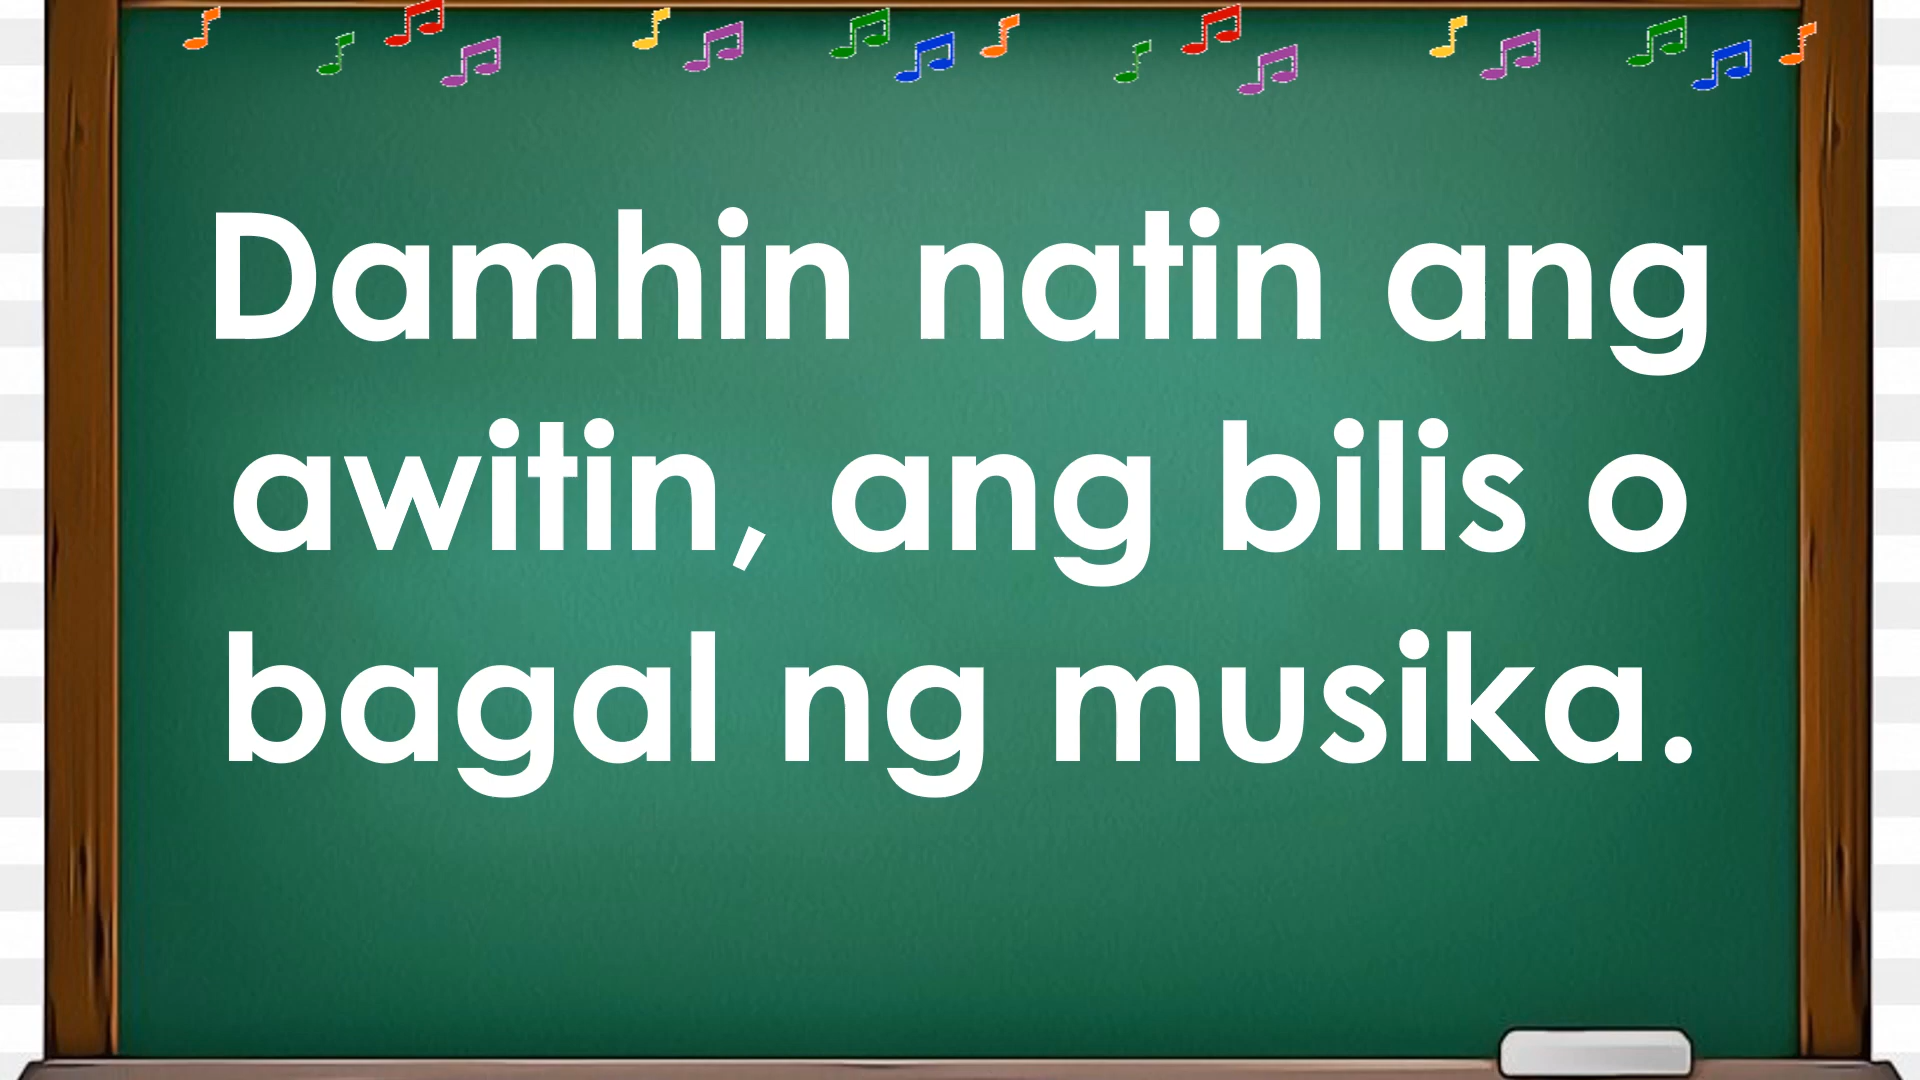 Damhin natin ang
awitin, ang bilis o
bagal ng musika.